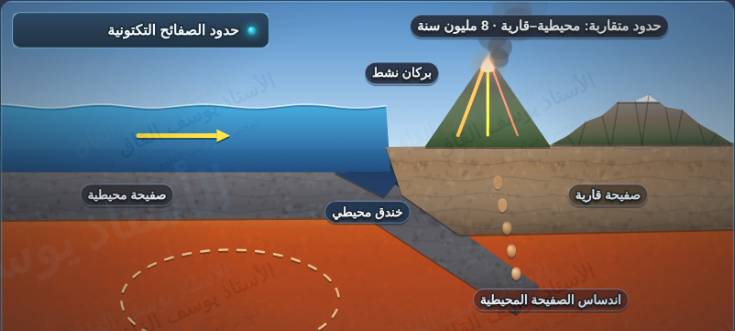 حدود الصفائح التكتونية
حدود متقاربة: محيطية–قارية · 8 مليون سنة
بركان نشط
صفيحة محيطية
صفيحة قارية
خندق محيطي
اندساس الصفيحة المحيطية